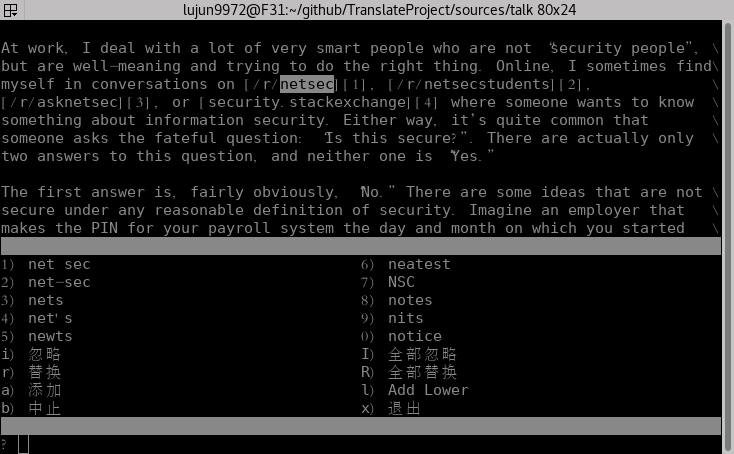 lujun9972@F31:~/github/TranslateProject/sources/talk 80x24
At work, I deal with a lot of very smart people who are not “security people”, \
but are well-meaning and trying to do the right thing. Online, I sometimes find\
myself in conversations on [/r/netsec][1], [/r/netsecstudents][2], \
[/r/asknetsec][3], or [security.stackexchange][4] where someone wants to know \
something about information security. Either way, it’s quite common that \
someone asks the fateful question: “Is this secure?”. There are actually only \
two answers to this question, and neither one is “Yes.”
The first answer is, fairly obviously, “No.” There are some ideas that are not \
secure under any reasonable definition of security. Imagine an employer that \
makes the PIN for your payroll system the day and month on which you started \
1) net sec 6) neatest
2) net-sec 7) NSC
3) nets 8) notes
4) net's 9) nits
5) newts 0) notice
i) 忽略 I) 全部忽略
r) 替换 R) 全部替换
a) 添加 l) Add Lower
b) 中止 x) 退出
?